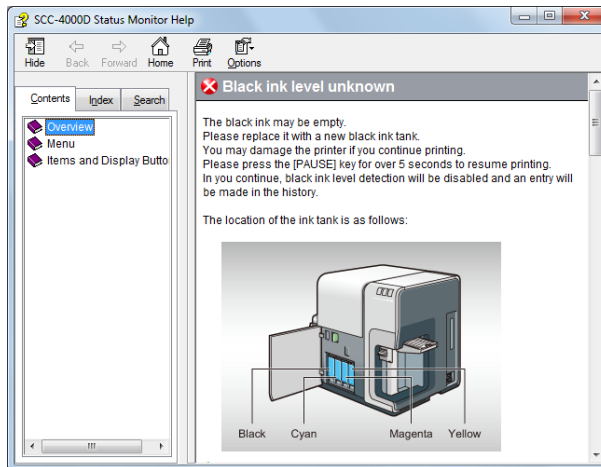 SCC-4000D Status Monitor Help
Hide Back Forward Home Print Options
Contents Index Search
Overview
Menu
Items and Display Butto
Black ink level unknown
The black ink may be empty.
Please replace it with a new black ink tank.
You may damage the printer if you continue printing.
Please press the [PAUSE] key for over 5 seconds to resume printing.
In you continue, black ink level detection will be disabled and an entry will
be made in the history.
The location of the ink tank is as follows:
Black Cyan Magenta Yellow